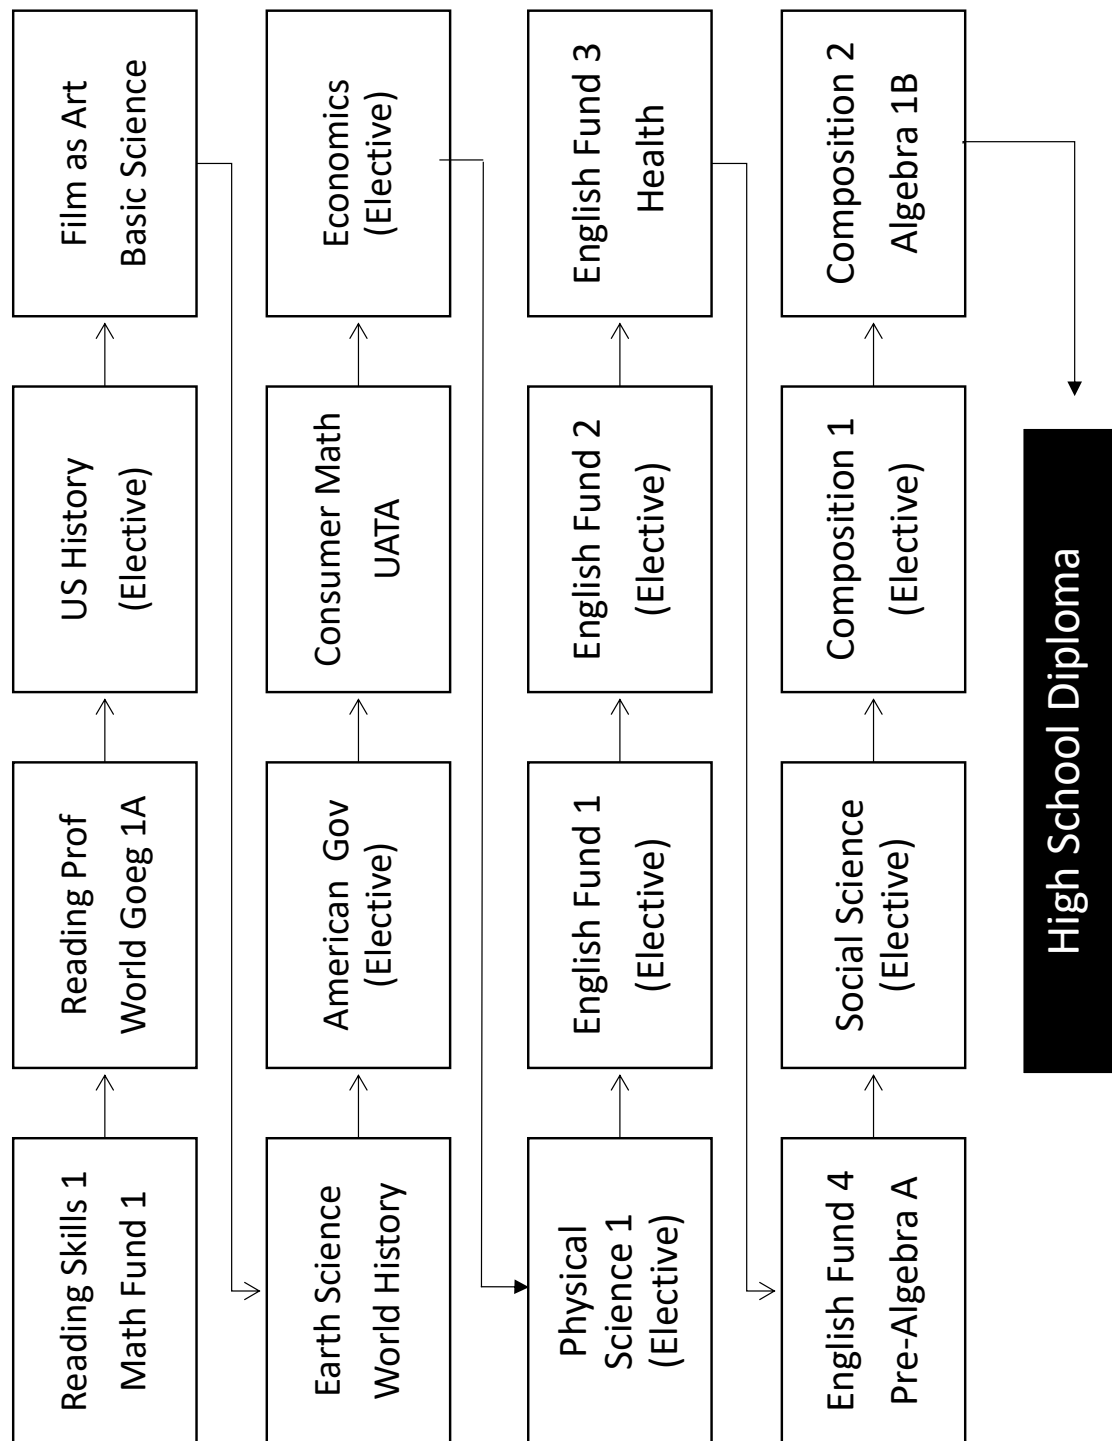 Reading Skills 1
Math Fund 1
Reading Prof
World Goeg 1A
US History
(Elective)
Film as Art
Basic Science
Earth Science
World History
American Gov
(Elective)
Consumer Math
UATA
Economics
(Elective)
Physical
Science 1
(Elective)
English Fund 1
(Elective)
English Fund 2
(Elective)
English Fund 3
Health
English Fund 4
Pre-Algebra A
Social Science
(Elective)
Composition 1
(Elective)
Composition 2
Algebra 1B
High School Diploma